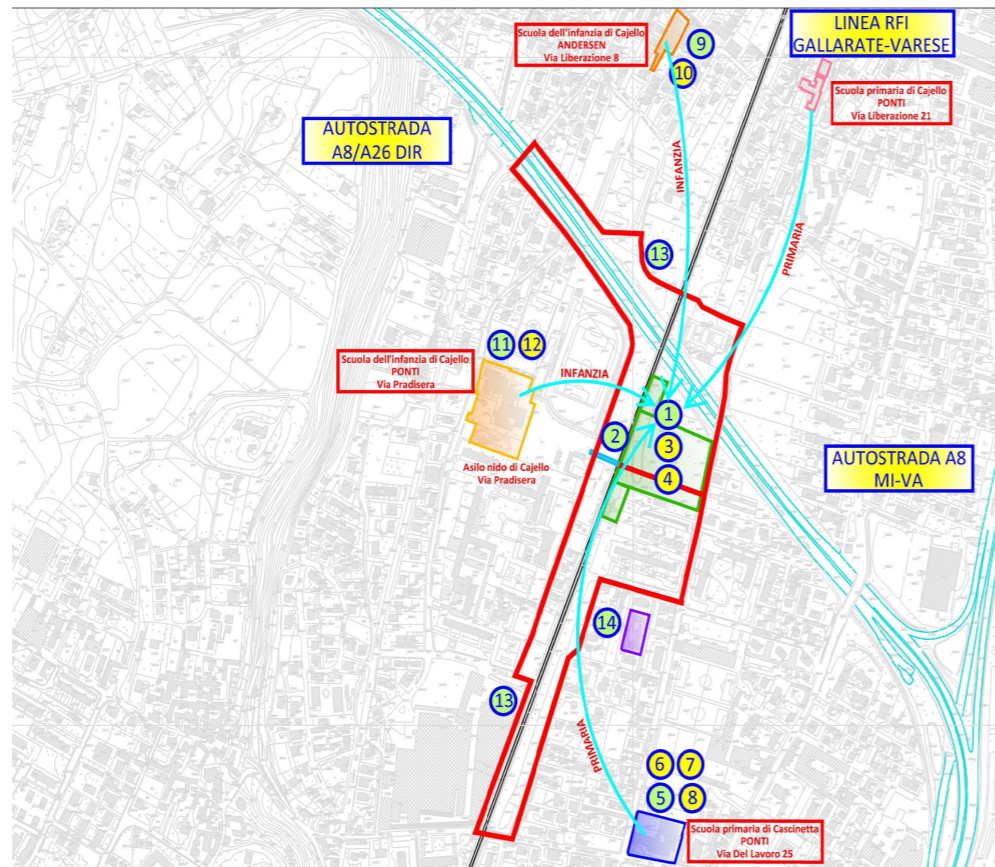 Scuola dell'infanzia di Cajello
ANDERSEN
Via Liberazione 8
9
10
LINEA RFI
GALLARATE-VARESE
Scuola primaria di Cajello
PONTI
Via Liberazione 21
AUTOSTRADA
A8/A26 DIR
INFANZIA
PRIMARIA
13
11
12
Scuola dell'infanzia di Cajello
PONTI
Via Pradisera
INFANZIA
Asilo nido di Cajello
Via Pradisera
1
2
3
4
AUTOSTRADA A8
MI-VA
14
13
PRIMARIA
6
7
5
8
Scuola primaria di Cascinetta
PONTI
Via Del Lavoro 25